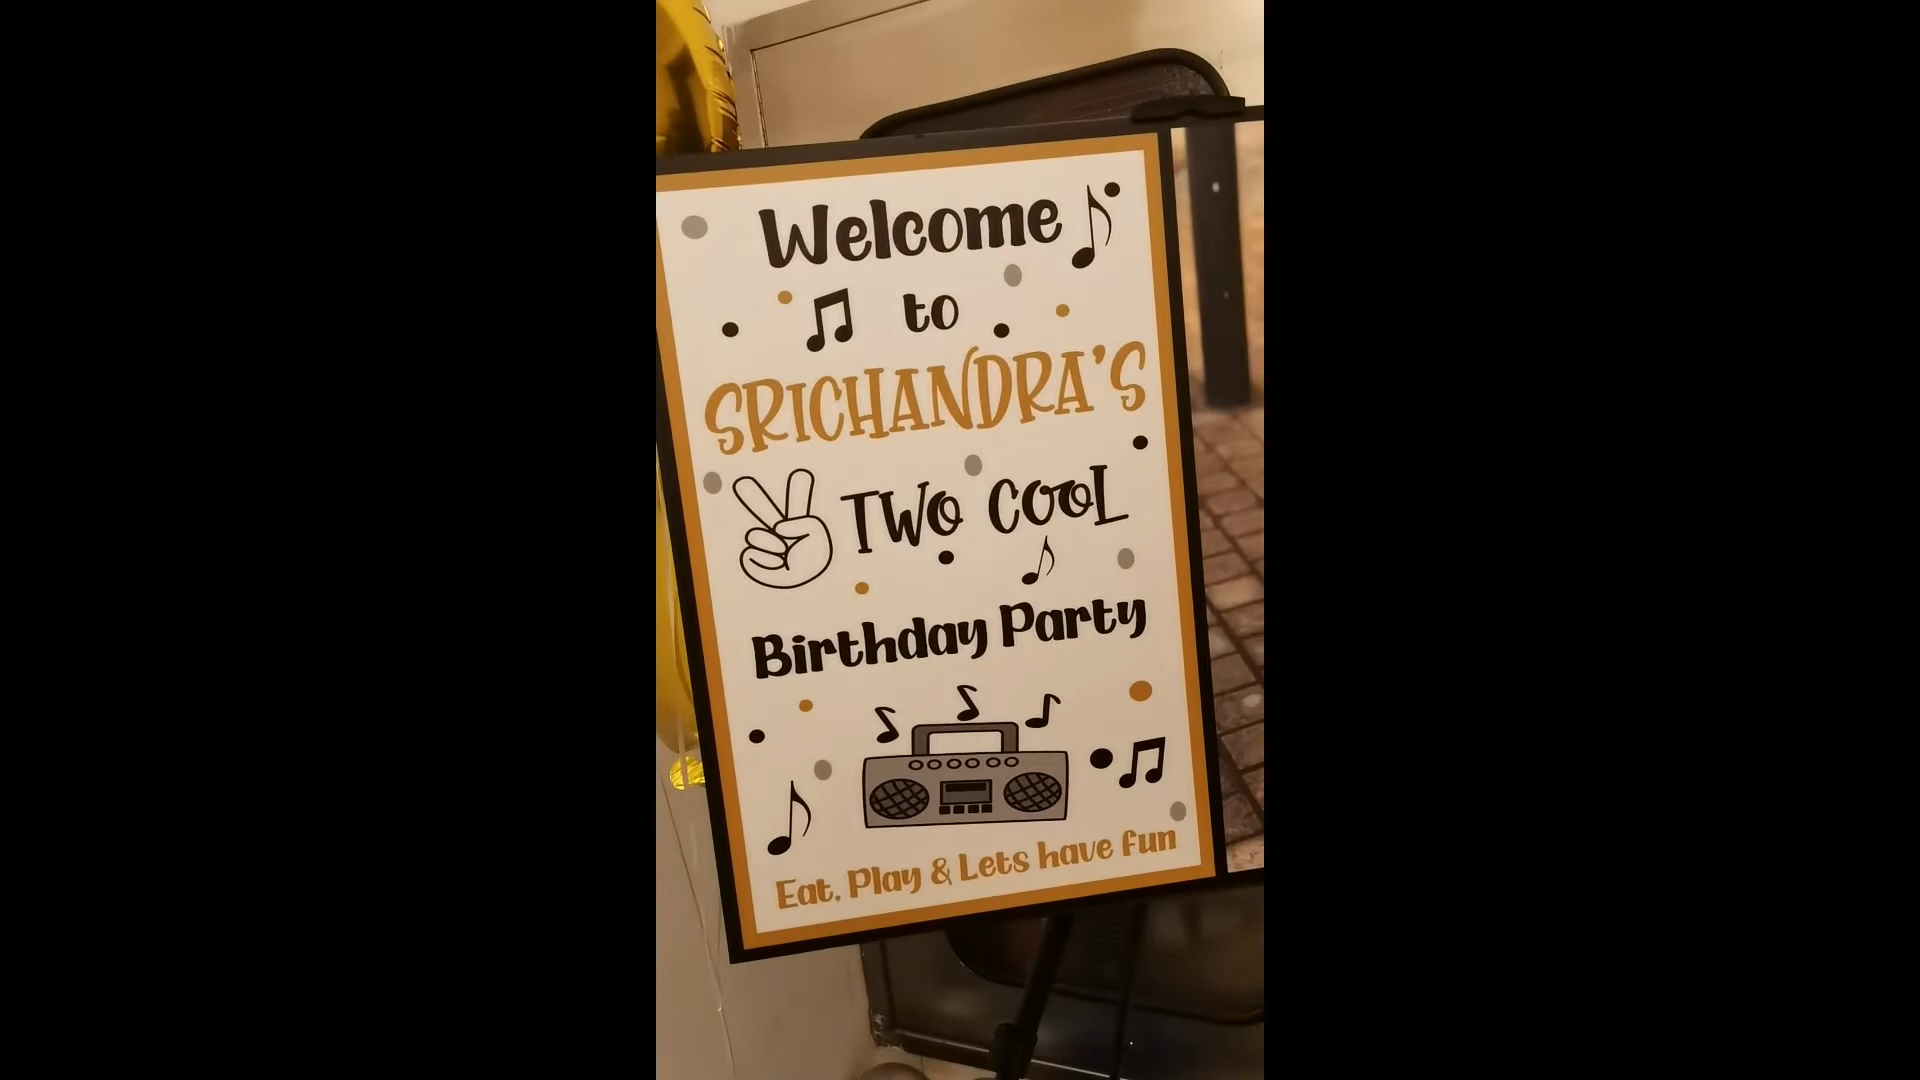 Welcome
to
SRICHANDRA'S
TWO COOL
Birthday Party
Eat, Play & Lets have fun